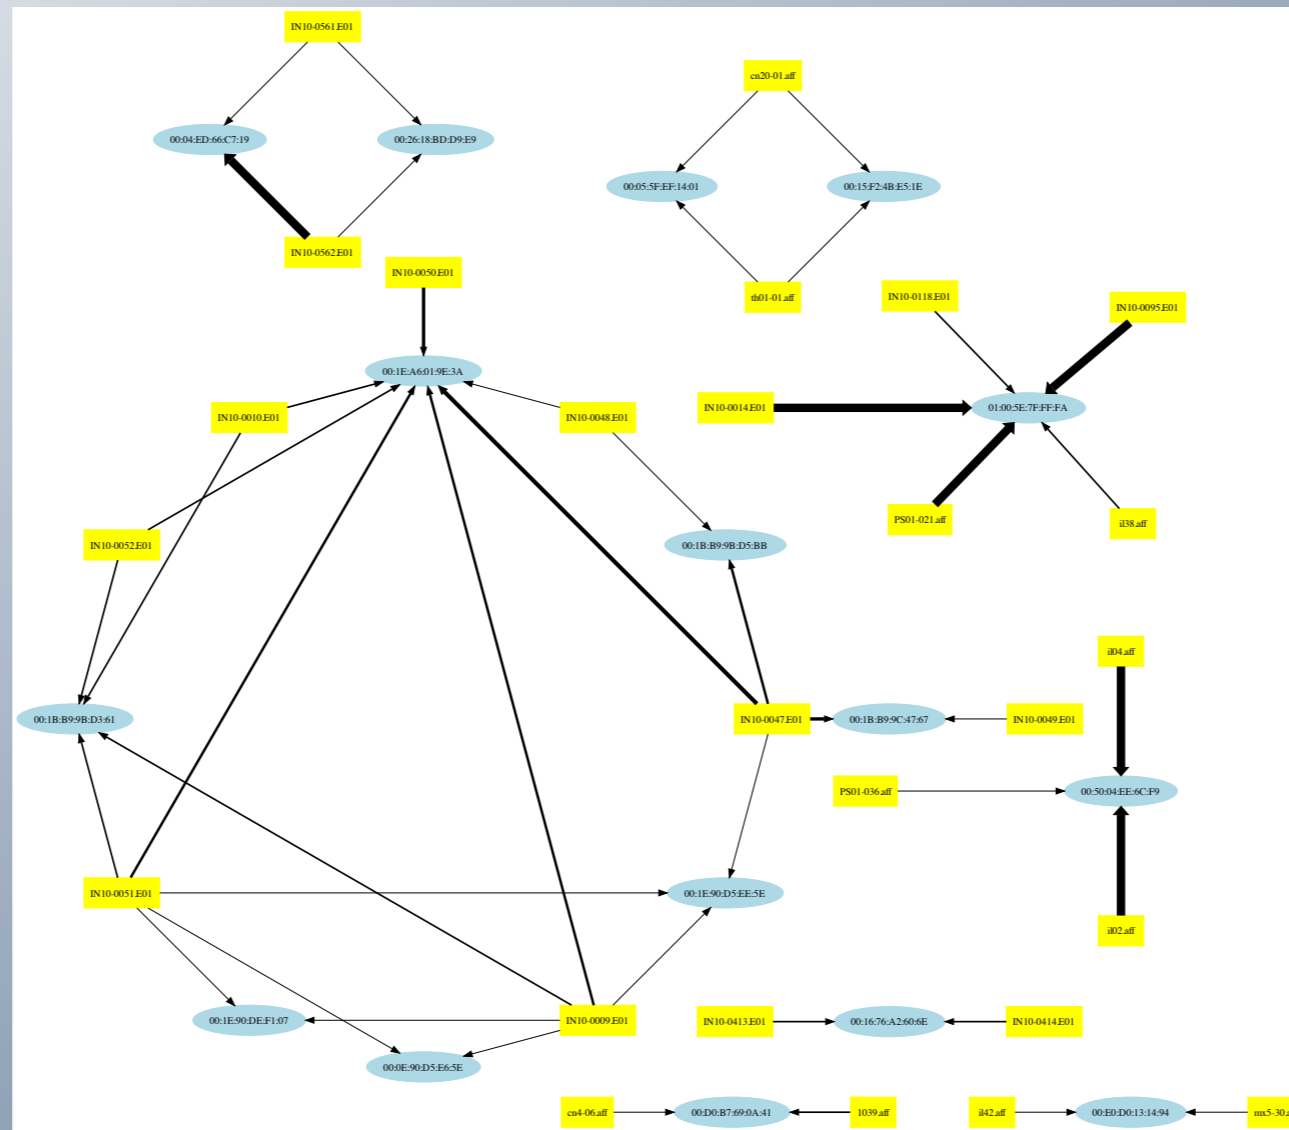 IN10-0561.E01
cn20-01.aff
00:04:ED:66:C7:19
00:26:18:BD:D9:E9
00:05:5F:EF:14:01
00:15:F2:4B:E5:1E
IN10-0562.E01
IN10-0050.E01
th01-01.aff
IN10-0118.E01
IN10-0095.E01
00:1E:A6:01:9E:3A
IN10-0010.E01
IN10-0048.E01
IN10-0014.E01
01:00:5E:7F:FF:FA
PS01-021.aff
il38.aff
IN10-0052.E01
00:1B:B9:9B:D5:BB
il04.aff
00:1B:B9:9B:D3:61
IN10-0047.E01
00:1B:B9:9C:47:67
IN10-0049.E01
PS01-036.aff
00:50:04:EE:6C:F9
IN10-0051.E01
00:1E:90:D5:EE:5E
il02.aff
00:1E:90:DE:F1:07
IN10-0009.E01
IN10-0413.E01
00:16:76:A2:60:6E
IN10-0414.E01
00:0E:90:D5:E6:5E
cn4-06.aff
00:D0:B7:69:0A:41
1039.aff
il42.aff
00:E0:D0:13:14:94
mx5-30.a